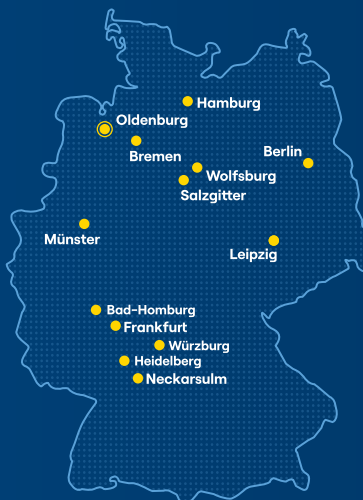 Hamburg
Oldenburg
Bremen
Berlin
Wolfsburg
Salzgitter
Münster
Leipzig
Bad-Homburg
Frankfurt
Würzburg
Heidelberg
Neckarsulm